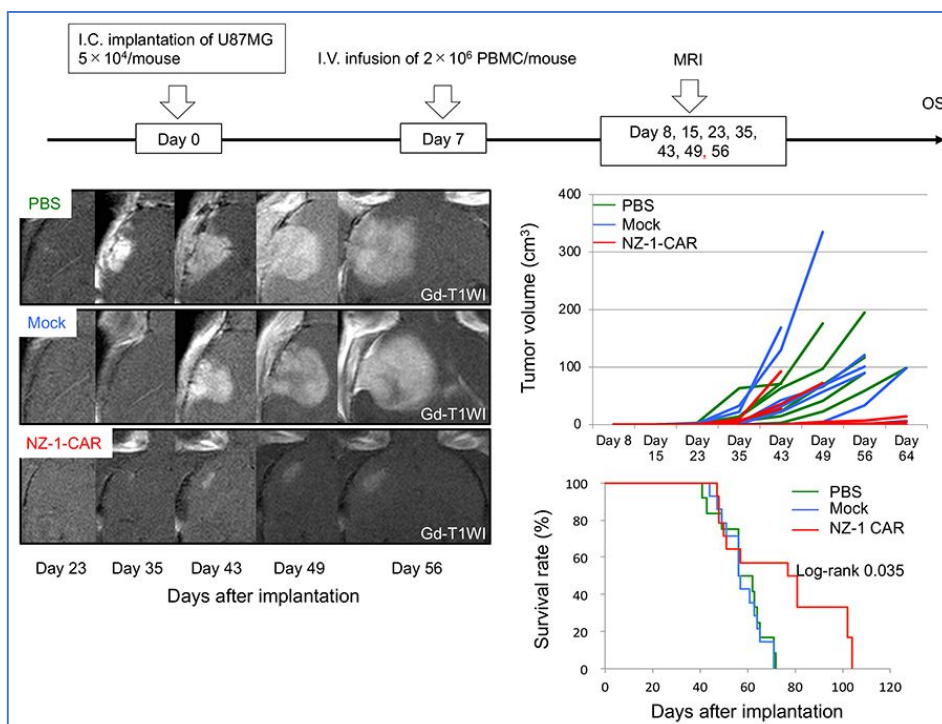 I.C. implantation of U87MG
5 × 10⁴/mouse
I.V. infusion of 2 × 10⁶ PBMC/mouse
MRI
OS
Day 0
Day 7
Day 8, 15, 23, 35,
43, 49, 56
PBS
Gd-T1WI
Mock
Gd-T1WI
NZ-1-CAR
Gd-T1WI
Day 23
Day 35
Day 43
Day 49
Day 56
Days after implantation
Tumor volume (cm³)
400
300
200
100
0
PBS
Mock
NZ-1-CAR
Day 8
Day 15
Day 23
Day 35
Day 43
Day 49
Day 56
Day 64
Survival rate (%)
100
80
60
40
20
0
PBS
Mock
NZ-1 CAR
Log-rank 0.035
0 20 40 60 80 100 120
Days after implantation